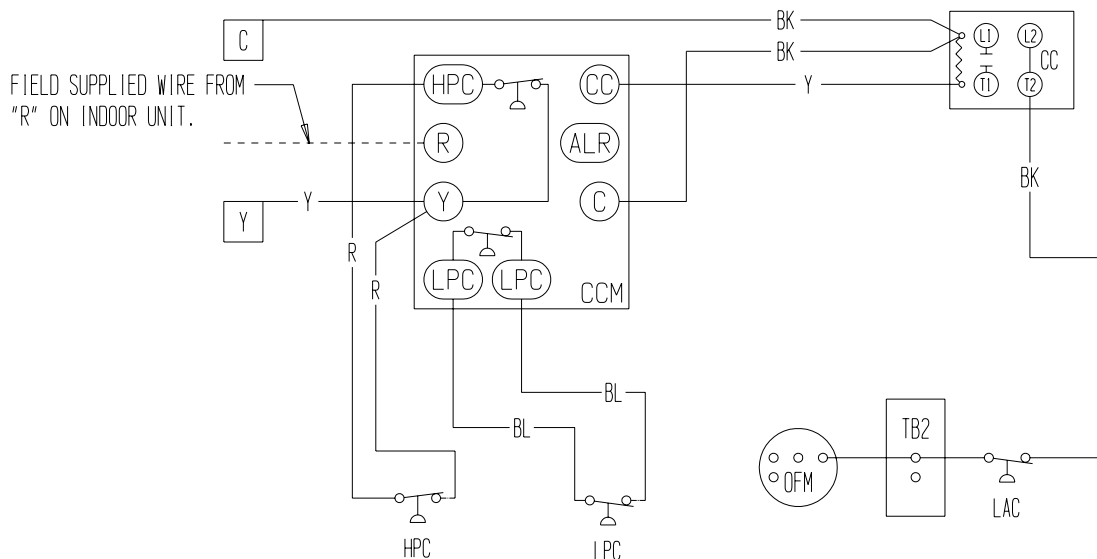 BK
C
BK
L1
L2
CC
FIELD SUPPLIED WIRE FROM
"R" ON INDOOR UNIT.
HPC
CC
Y
T1
T2
R
ALR
BK
Y
Y
Y
C
R
R
LPC
LPC
CCM
BL
BL
TB2
OFM
LAC
HPC
LPC